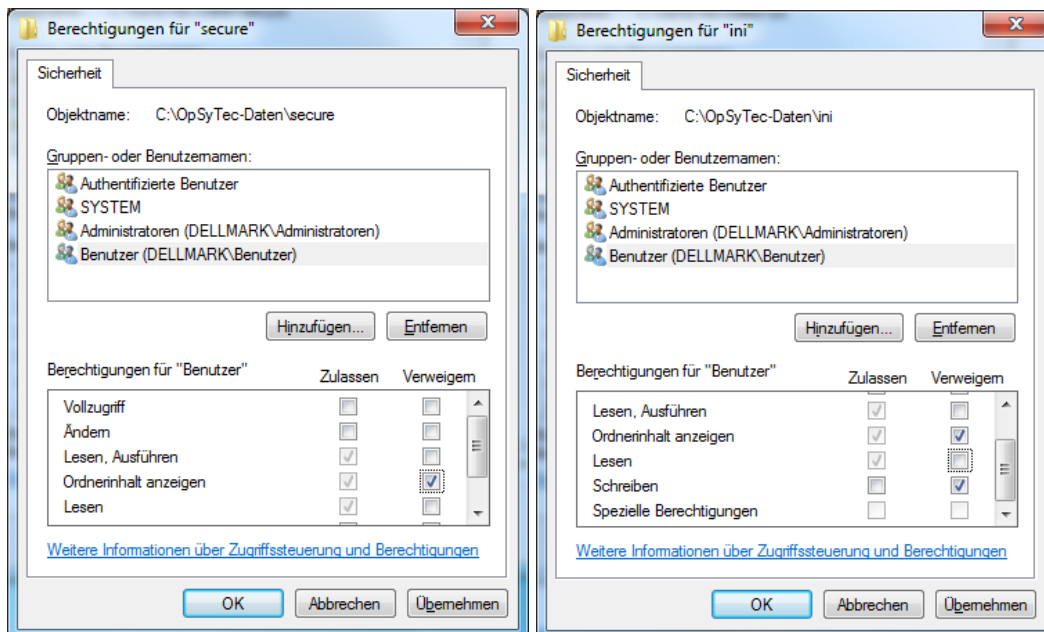 Berechtigungen für "secure"
X
Sicherheit
Objektname: C:\OpSyTec-Daten\secure
Gruppen- oder Benutzernamen:
Authentifizierte Benutzer
SYSTEM
Administratoren (DELLMARK\Administratoren)
Benutzer (DELLMARK\Benutzer)
Hinzufügen...
Entfernen
Berechtigungen für "Benutzer"
Zulassen
Verweigern
Vollzugriff
Ändern
Lesen, Ausführen
Ordnerinhalt anzeigen
Lesen
Weitere Informationen über Zugriffssteuerung und Berechtigungen
OK
Abbrechen
Übernehmen
Berechtigungen für "ini"
X
Sicherheit
Objektname: C:\OpSyTec-Daten\ini
Gruppen- oder Benutzernamen:
Authentifizierte Benutzer
SYSTEM
Administratoren (DELLMARK\Administratoren)
Benutzer (DELLMARK\Benutzer)
Hinzufügen...
Entfernen
Berechtigungen für "Benutzer"
Zulassen
Verweigern
Lesen, Ausführen
Ordnerinhalt anzeigen
Lesen
Schreiben
Spezielle Berechtigungen
Weitere Informationen über Zugriffssteuerung und Berechtigungen
OK
Abbrechen
Übernehmen